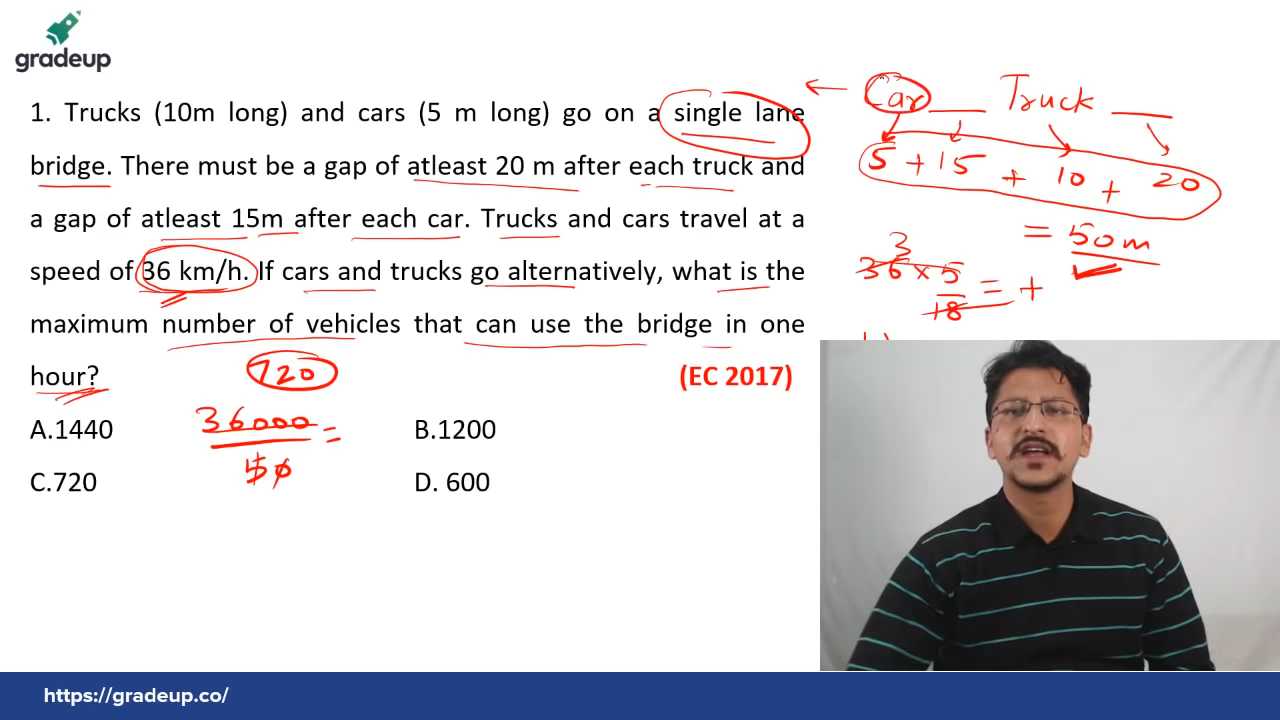 gradeup
1. Trucks (10m long) and cars (5 m long) go on a single lane
bridge. There must be a gap of atleast 20 m after each truck and
a gap of atleast 15m after each car. Trucks and cars travel at a
speed of 36 km/h. If cars and trucks go alternatively, what is the
maximum number of vehicles that can use the bridge in one
hour?
720
(EC 2017)
A.1440
B.1200
C.720
D. 600
36000 =
50
← Car ___ Truck ___
5 + 15 + 10 + 20
= 50m
3
36 × 5 = +
18
https://gradeup.co/